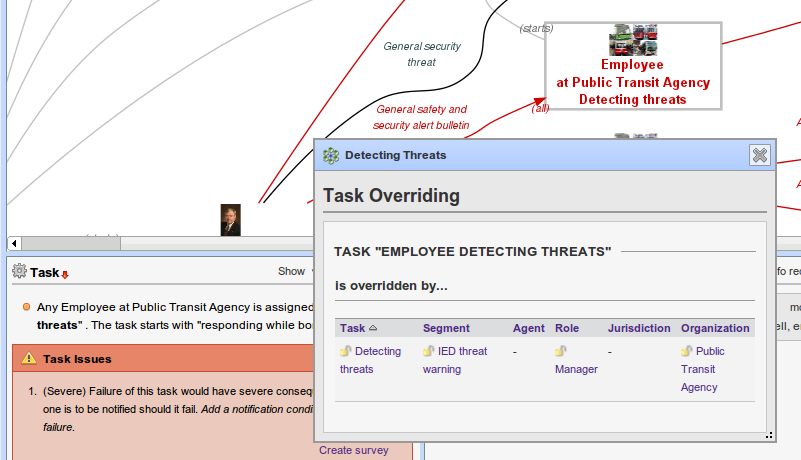 (starts)
General security
threat
Employee
at Public Transit Agency
Detecting threats
General safety and
security alert bulletin
(all)
Detecting Threats
Task Overriding
TASK "EMPLOYEE DETECTING THREATS"
is overridden by...
Task Segment Agent Role Jurisdiction Organization
Detecting threats
IED threat warning
-
Manager
-
Public Transit Agency
Task
Show
fo rec
Any Employee at Public Transit Agency is assigned
threats" . The task starts with "responding while bo
Task Issues
1. (Severe) Failure of this task would have severe consequ
one is to be notified should it fail. Add a notification condi
failure.
Create survey
mo
ell, e